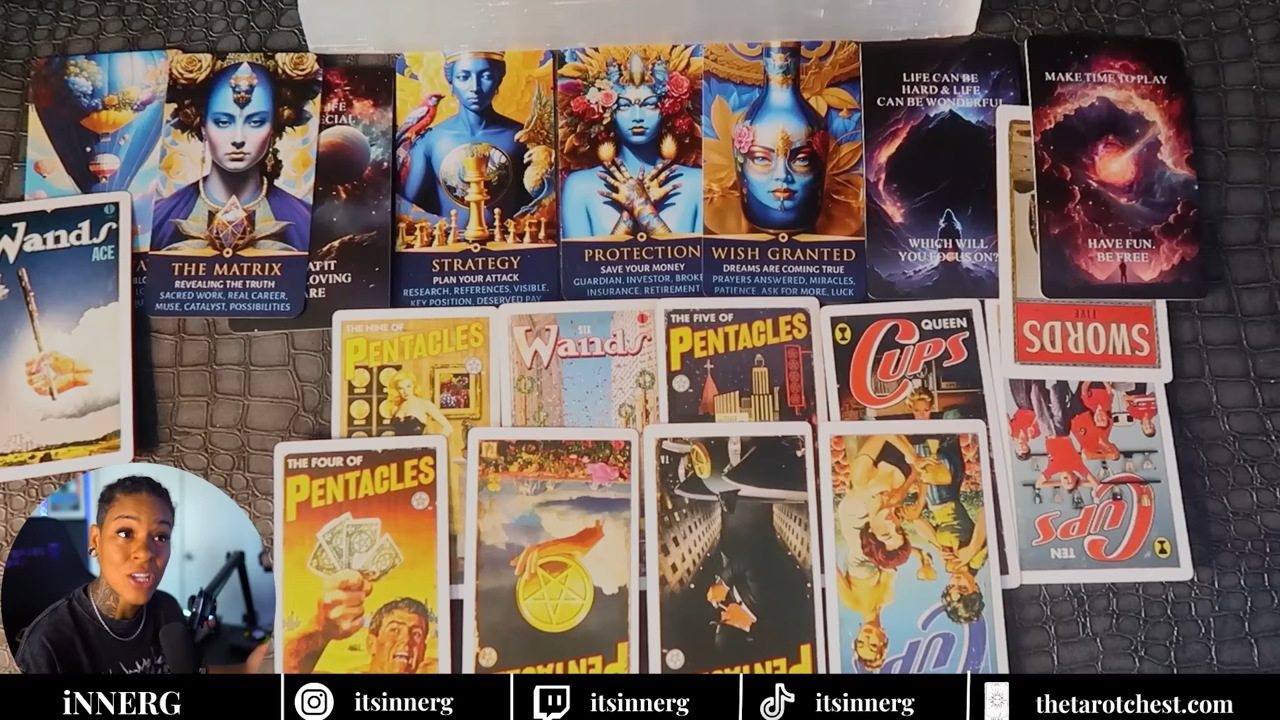 THE MATRIX
REVEALING THE TRUTH
SACRED WORK, REAL CAREER,
MUSE, CATALYST, POSSIBILITIES
STRATEGY
PLAN YOUR ATTACK
RESEARCH, REFERENCES, VISIBLE,
KEY POSITION, DESERVED PAY
PROTECTION
SAVE YOUR MONEY
GUARDIAN, INVESTOR, BROKE
INSURANCE, RETIREMENT
WISH GRANTED
DREAMS ARE COMING TRUE
PRAYERS ANSWERED, MIRACLES,
PATIENCE, ASK FOR MORE, LUCK
LIFE CAN BE
HARD & LIFE
CAN BE WONDERFUL
WHICH WILL
YOU FOCUS ON?
MAKE TIME TO PLAY
HAVE FUN.
BE FREE
Wands
ACE
THE NINE OF
PENTACLES
SIX
Wands
THE FIVE OF
PENTACLES
QUEEN
CUPS
FIVE
SWORDS
TEN
CUPS
THE FOUR OF
PENTACLES
iNNERG
itsinnerg
itsinnerg
itsinnerg
thetarotchest.com